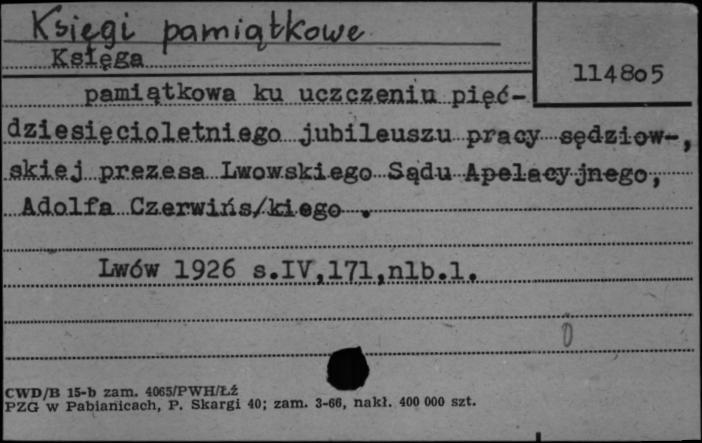 Księgi pamiątkowe
Księga
114805
pamiątkowa ku uczczeniu pięć-
dziesięcioletniego jubileuszu pracy sędziow-,
skiej prezesa Lwowskiego Sądu Apelacyjnego,
Adolfa Czerwińs/kiego .
Lwów 1926 s.IV,171,nlb.1.
0
CWD/B 15-b zam. 4065/PWH/Łź
PZG w Pabianicach, P. Skargi 40; zam. 3-66, nakł. 400 000 szt.